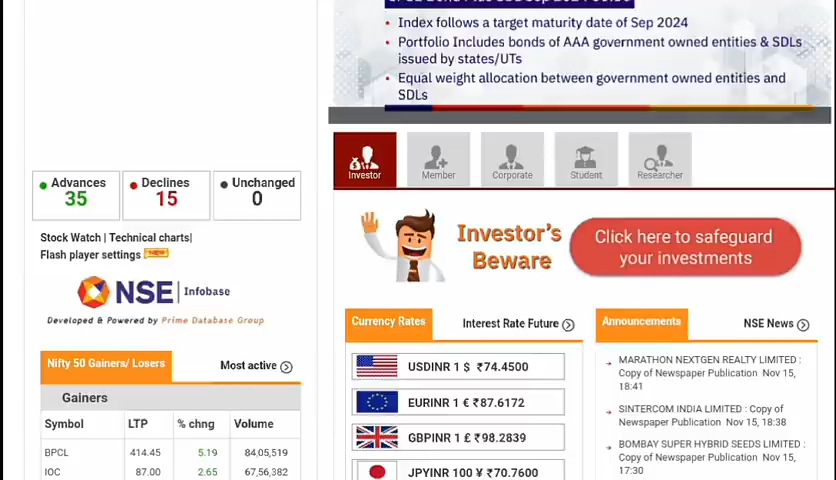 Index follows a target maturity date of Sep 2024
Portfolio Includes bonds of AAA government owned entities & SDLs
issued by states/UTs
Equal weight allocation between government owned entities and
SDLs
Investor
Member
Corporate
Student
Researcher
Advances
35
Declines
15
Unchanged
0
Stock Watch | Technical charts|
Flash player settings
NSE Infobase
Developed & Powered by Prime Database Group
Investor's
Beware
Click here to safeguard
your investments
Nifty 50 Gainers/ Losers
Most active
Gainers
Symbol LTP % chng Volume
BPCL 414.45 5.19 84,05,519
IOC 87.00 2.65 67,56,382
Currency Rates
Interest Rate Future
USDINR 1 $ ₹74.4500
EURINR 1 € ₹87.6172
GBPINR 1 £ ₹98.2839
JPYINR 100 ¥ ₹70.7600
Announcements
NSE News
MARATHON NEXTGEN REALTY LIMITED :
Copy of Newspaper Publication Nov 15,
18:41
SINTERCOM INDIA LIMITED : Copy of
Newspaper Publication Nov 15, 18:38
BOMBAY SUPER HYBRID SEEDS LIMITED :
Copy of Newspaper Publication Nov 15,
17:30